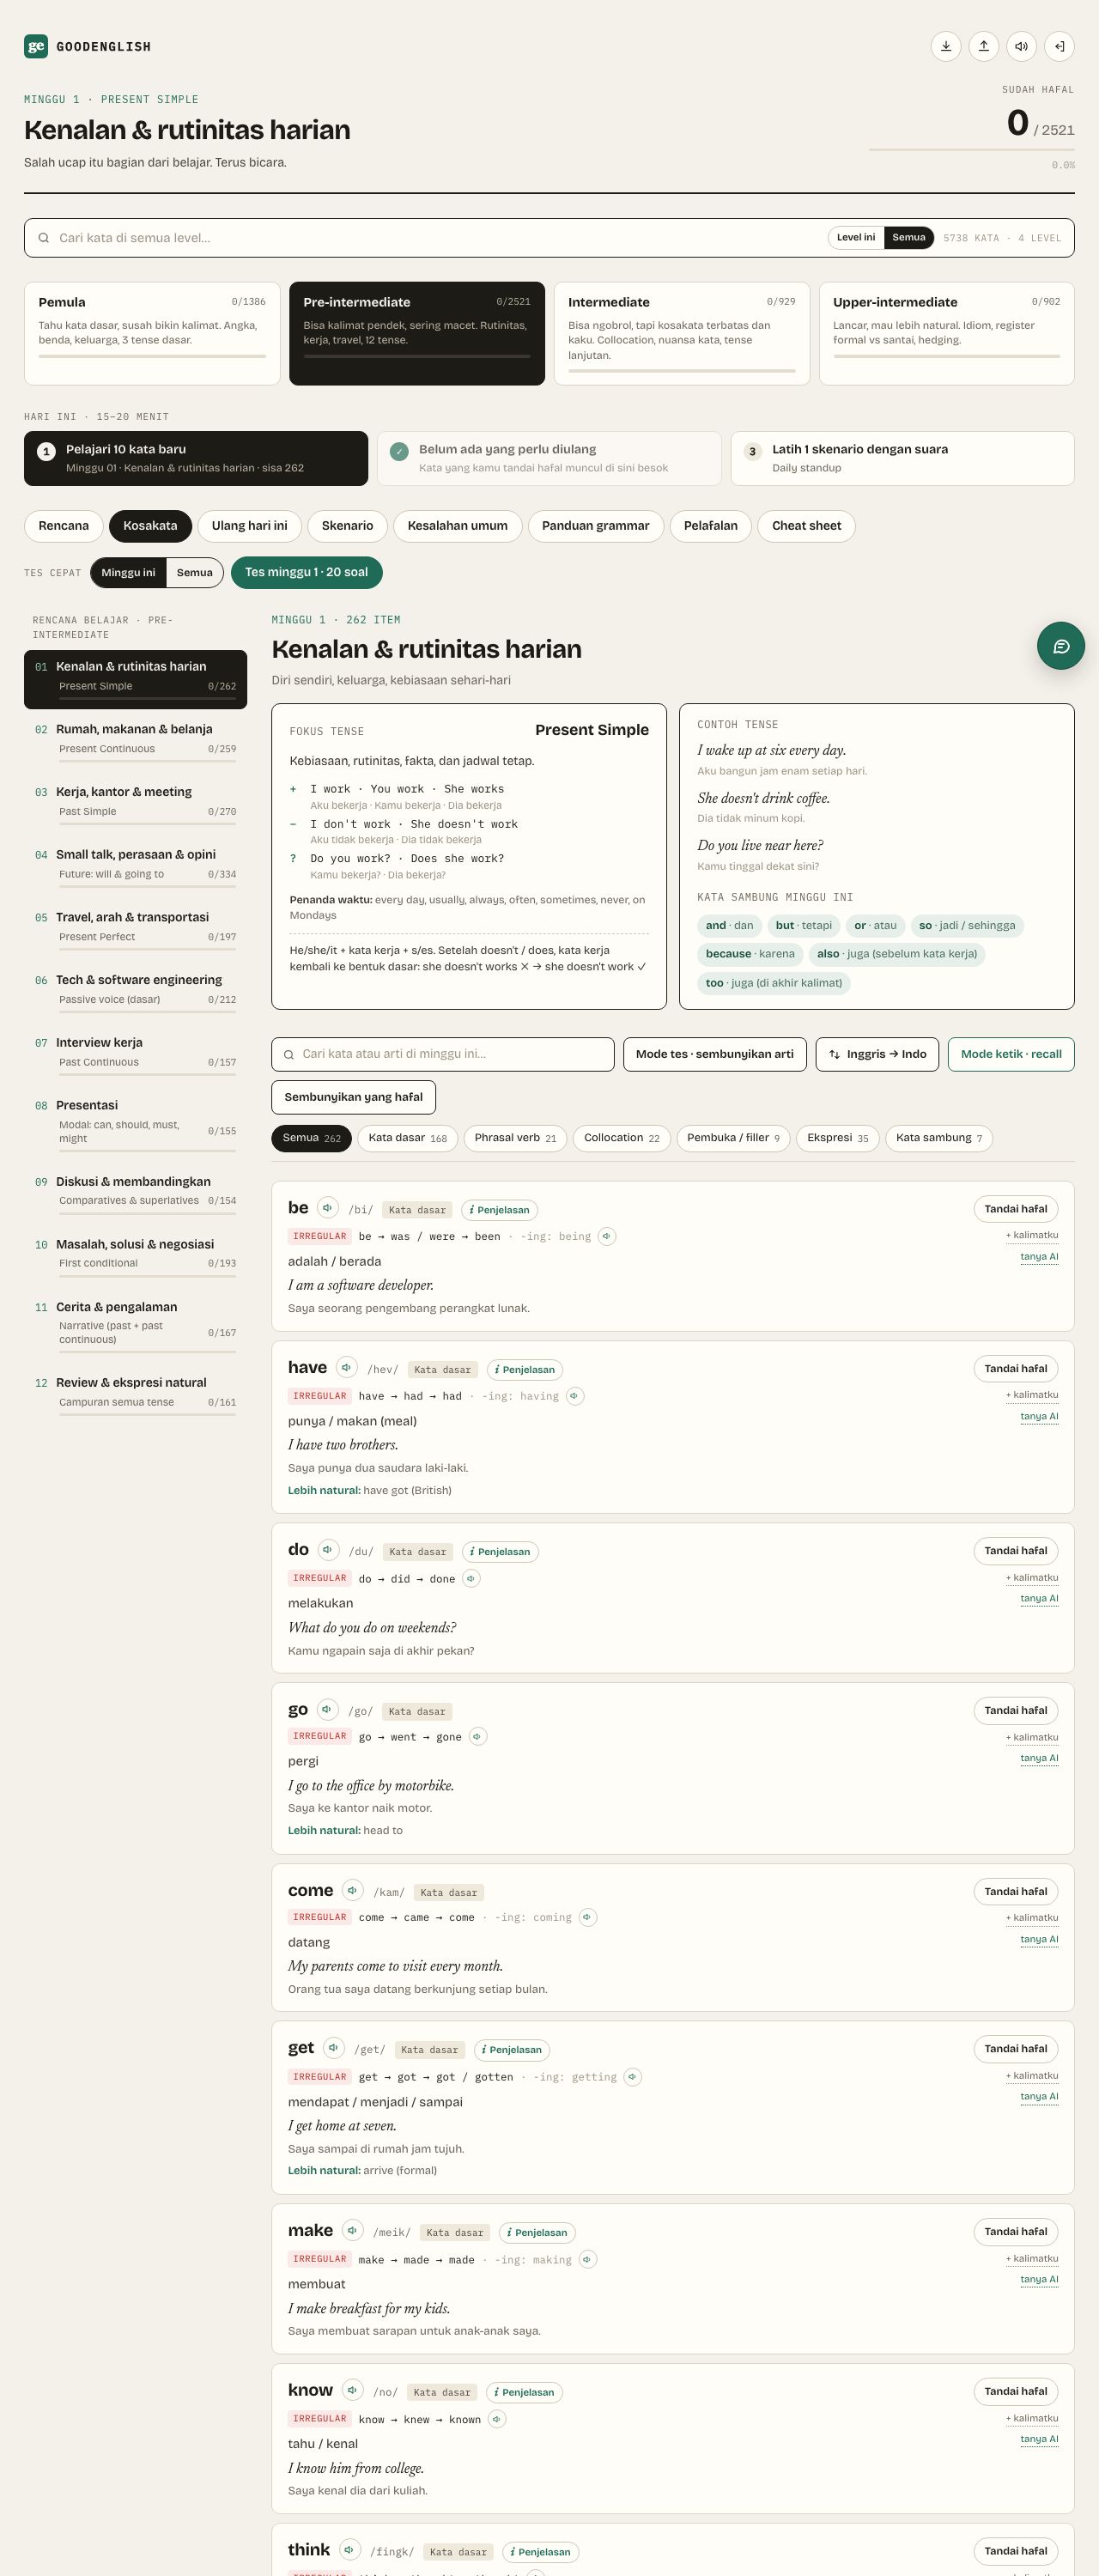 ge GOODENGLISH
MINGGU 1 · PRESENT SIMPLE
Kenalan & rutinitas harian
Salah ucap itu bagian dari belajar. Terus bicara.
SUDAH HAFAL
0 / 2521
0.0%
Cari kata di semua level...
Level ini Semua 5738 KATA · 4 LEVEL
Pemula 0/1386
Tahu kata dasar, susah bikin kalimat. Angka,
benda, keluarga, 3 tense dasar.
Pre-intermediate 0/2521
Bisa kalimat pendek, sering macet. Rutinitas,
kerja, travel, 12 tense.
Intermediate 0/929
Bisa ngobrol, tapi kosakata terbatas dan
kaku. Collocation, nuansa kata, tense
lanjutan.
Upper-intermediate 0/902
Lancar, mau lebih natural. Idiom, register
formal vs santai, hedging.
HARI INI · 15–20 MENIT
1 Pelajari 10 kata baru
Minggu 01 · Kenalan & rutinitas harian · sisa 262
✓ Belum ada yang perlu diulang
Kata yang kamu tandai hafal muncul di sini besok
3 Latih 1 skenario dengan suara
Daily standup
Rencana Kosakata Ulang hari ini Skenario Kesalahan umum Panduan grammar Pelafalan Cheat sheet
TES CEPAT Minggu ini Semua Tes minggu 1 · 20 soal
RENCANA BELAJAR · PRE-
INTERMEDIATE
01 Kenalan & rutinitas harian
Present Simple 0/262
02 Rumah, makanan & belanja
Present Continuous 0/259
03 Kerja, kantor & meeting
Past Simple 0/270
04 Small talk, perasaan & opini
Future: will & going to 0/334
05 Travel, arah & transportasi
Present Perfect 0/197
06 Tech & software engineering
Passive voice (dasar) 0/212
07 Interview kerja
Past Continuous 0/157
08 Presentasi
Modal: can, should, must,
might 0/155
09 Diskusi & membandingkan
Comparatives & superlatives 0/154
10 Masalah, solusi & negosiasi
First conditional 0/193
11 Cerita & pengalaman
Narrative (past + past
continuous) 0/167
12 Review & ekspresi natural
Campuran semua tense 0/161
MINGGU 1 · 262 ITEM
Kenalan & rutinitas harian
Diri sendiri, keluarga, kebiasaan sehari-hari
FOKUS TENSE Present Simple
Kebiasaan, rutinitas, fakta, dan jadwal tetap.
+ I work · You work · She works
Aku bekerja · Kamu bekerja · Dia bekerja
− I don't work · She doesn't work
Aku tidak bekerja · Dia tidak bekerja
? Do you work? · Does she work?
Kamu bekerja? · Dia bekerja?
Penanda waktu: every day, usually, always, often, sometimes, never, on
Mondays
He/she/it + kata kerja + s/es. Setelah doesn't / does, kata kerja
kembali ke bentuk dasar: she doesn't works ✕ → she doesn't work ✓
CONTOH TENSE
I wake up at six every day.
Aku bangun jam enam setiap hari.
She doesn't drink coffee.
Dia tidak minum kopi.
Do you live near here?
Kamu tinggal dekat sini?
KATA SAMBUNG MINGGU INI
and · dan but · tetapi or · atau so · jadi / sehingga
because · karena also · juga (sebelum kata kerja)
too · juga (di akhir kalimat)
Cari kata atau arti di minggu ini... Mode tes · sembunyikan arti Inggris → Indo Mode ketik · recall
Sembunyikan yang hafal
Semua 262 Kata dasar 168 Phrasal verb 21 Collocation 22 Pembuka / filler 9 Ekspresi 35 Kata sambung 7
be /bi/ Kata dasar i Penjelasan Tandai hafal
IRREGULAR be → was / were → been · -ing: being + kalimatku
adalah / berada tanya AI
I am a software developer.
Saya seorang pengembang perangkat lunak.
have /hev/ Kata dasar i Penjelasan Tandai hafal
IRREGULAR have → had → had · -ing: having + kalimatku
punya / makan (meal) tanya AI
I have two brothers.
Saya punya dua saudara laki-laki.
Lebih natural: have got (British)
do /du/ Kata dasar i Penjelasan Tandai hafal
IRREGULAR do → did → done + kalimatku
melakukan tanya AI
What do you do on weekends?
Kamu ngapain saja di akhir pekan?
go /go/ Kata dasar Tandai hafal
IRREGULAR go → went → gone + kalimatku
pergi tanya AI
I go to the office by motorbike.
Saya ke kantor naik motor.
Lebih natural: head to
come /kam/ Kata dasar Tandai hafal
IRREGULAR come → came → come · -ing: coming + kalimatku
datang tanya AI
My parents come to visit every month.
Orang tua saya datang berkunjung setiap bulan.
get /get/ Kata dasar i Penjelasan Tandai hafal
IRREGULAR get → got → got / gotten · -ing: getting + kalimatku
mendapat / menjadi / sampai tanya AI
I get home at seven.
Saya sampai di rumah jam tujuh.
Lebih natural: arrive (formal)
make /meik/ Kata dasar i Penjelasan Tandai hafal
IRREGULAR make → made → made · -ing: making + kalimatku
membuat tanya AI
I make breakfast for my kids.
Saya membuat sarapan untuk anak-anak saya.
know /no/ Kata dasar i Penjelasan Tandai hafal
IRREGULAR know → knew → known + kalimatku
tahu / kenal tanya AI
I know him from college.
Saya kenal dia dari kuliah.
think /fingk/ Kata dasar i Penjelasan Tandai hafal